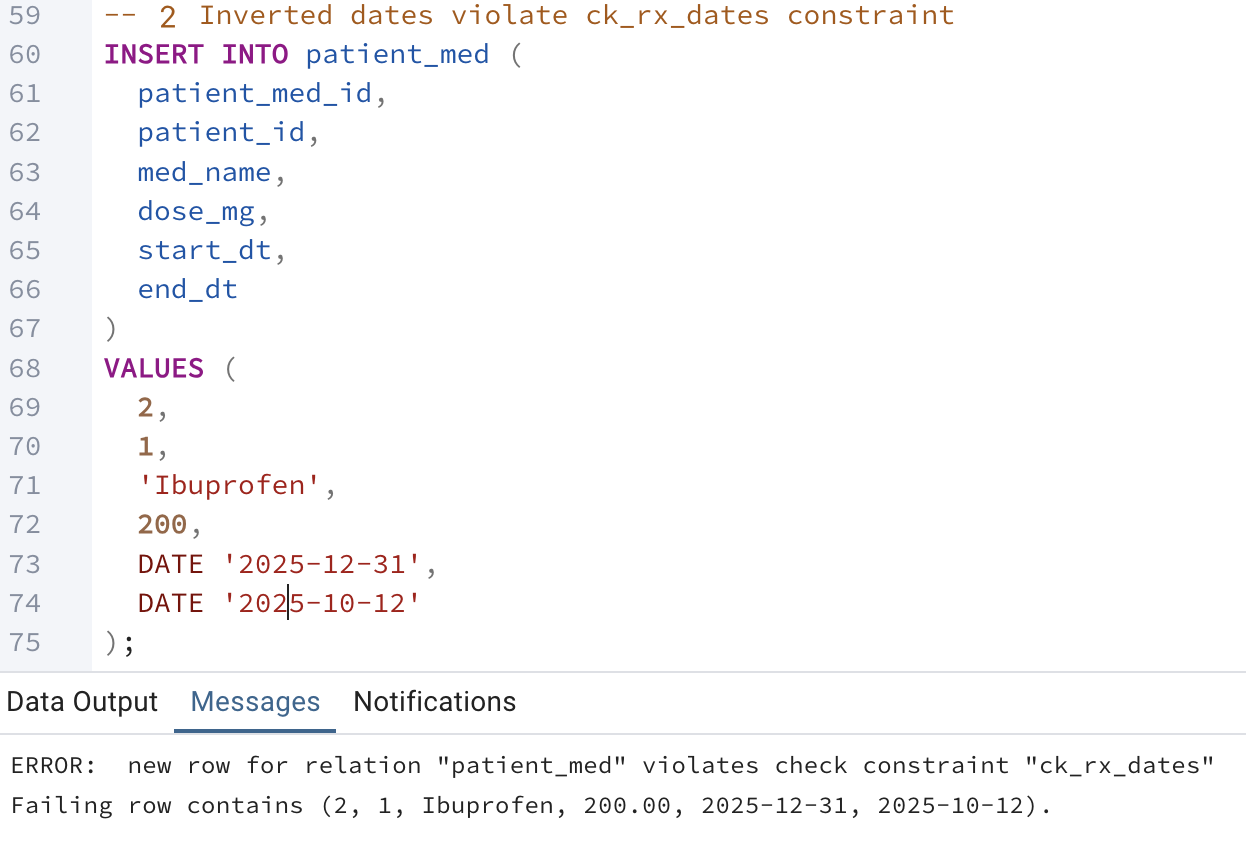 59 -- 2 Inverted dates violate ck_rx_dates constraint
60 INSERT INTO patient_med (
61 patient_med_id,
62 patient_id,
63 med_name,
64 dose_mg,
65 start_dt,
66 end_dt
67 )
68 VALUES (
69 2,
70 1,
71 'Ibuprofen',
72 200,
73 DATE '2025-12-31',
74 DATE '2025-10-12'
75 );
Data Output Messages Notifications
ERROR: new row for relation "patient_med" violates check constraint "ck_rx_dates"
Failing row contains (2, 1, Ibuprofen, 200.00, 2025-12-31, 2025-10-12).